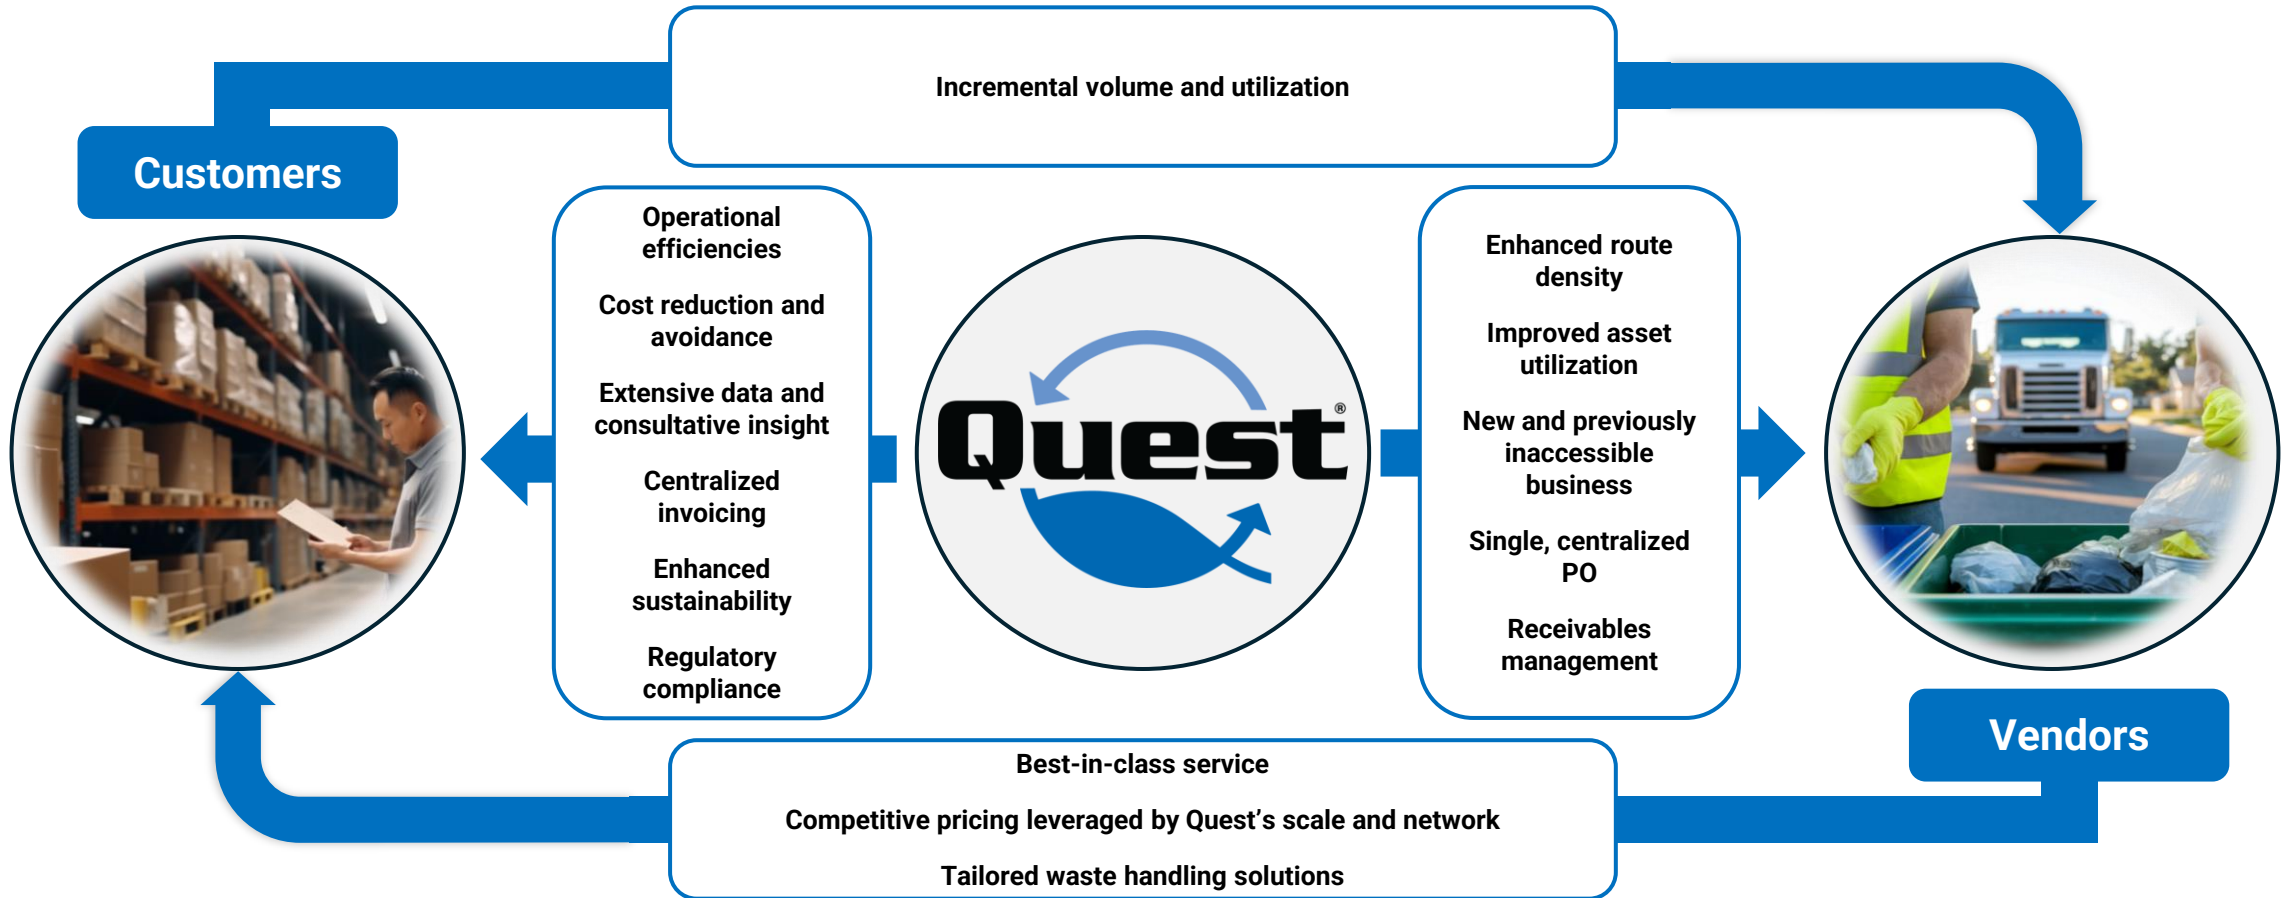 Incremental volume and utilization
Customers
Operational
efficiencies
Cost reduction and
avoidance
Extensive data and
consultative insight
Centralized
invoicing
Enhanced
sustainability
Regulatory
compliance
Quest®
Enhanced route
density
Improved asset
utilization
New and previously
inaccessible
business
Single, centralized
PO
Receivables
management
Vendors
Best-in-class service
Competitive pricing leveraged by Quest’s scale and network
Tailored waste handling solutions